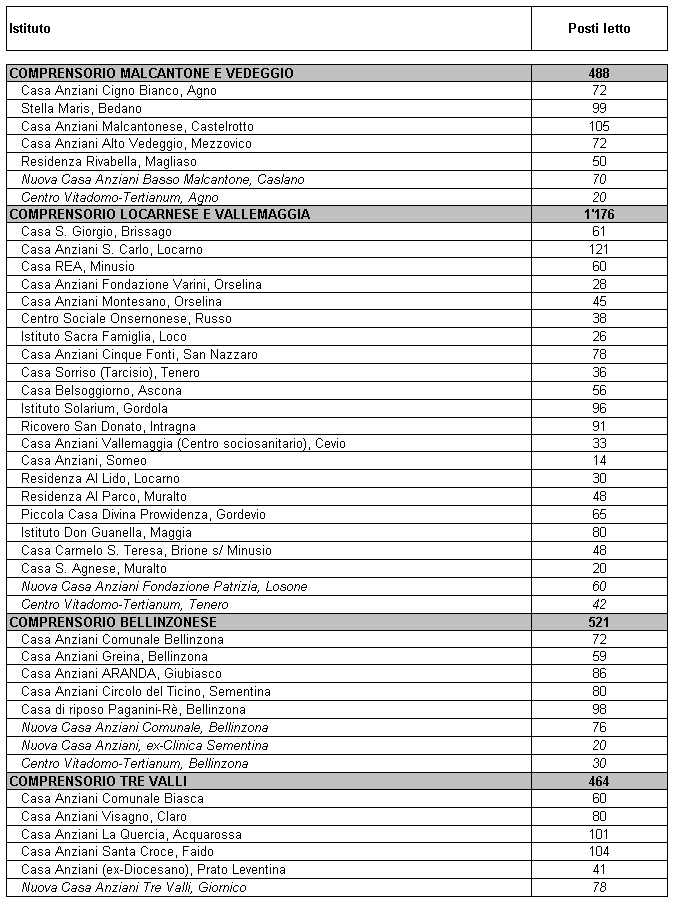 Istituto Posti letto
COMPRENSORIO MALCANTONE E VEDEGGIO 488
Casa Anziani Cigno Bianco, Agno 72
Stella Maris, Bedano 99
Casa Anziani Malcantonese, Castelrotto 105
Casa Anziani Alto Vedeggio, Mezzovico 72
Residenza Rivabella, Magliaso 50
Nuova Casa Anziani Basso Malcantone, Caslano 70
Centro Vitadomo-Tertianum, Agno 20
COMPRENSORIO LOCARNESE E VALLEMAGGIA 1'176
Casa S. Giorgio, Brissago 61
Casa Anziani S. Carlo, Locarno 121
Casa REA, Minusio 60
Casa Anziani Fondazione Varini, Orselina 28
Casa Anziani Montesano, Orselina 45
Centro Sociale Onsernonese, Russo 38
Istituto Sacra Famiglia, Loco 26
Casa Anziani Cinque Fonti, San Nazzaro 78
Casa Sorriso (Tarcisio), Tenero 36
Casa Belsoggiorno, Ascona 56
Istituto Solarium, Gordola 96
Ricovero San Donato, Intragna 91
Casa Anziani Vallemaggia (Centro sociosanitario), Cevio 33
Casa Anziani, Someo 14
Residenza Al Lido, Locarno 30
Residenza Al Parco, Muralto 48
Piccola Casa Divina Provvidenza, Gordevio 65
Istituto Don Guanella, Maggia 80
Casa Carmelo S. Teresa, Brione s/ Minusio 48
Casa S. Agnese, Muralto 20
Nuova Casa Anziani Fondazione Patrizia, Losone 60
Centro Vitadomo-Tertianum, Tenero 42
COMPRENSORIO BELLINZONESE 521
Casa Anziani Comunale Bellinzona 72
Casa Anziani Greina, Bellinzona 59
Casa Anziani ARANDA, Giubiasco 86
Casa Anziani Circolo del Ticino, Sementina 80
Casa di riposo Paganini-Rè, Bellinzona 98
Nuova Casa Anziani Comunale, Bellinzona 76
Nuova Casa Anziani, ex-Clinica Sementina 20
Centro Vitadomo-Tertianum, Bellinzona 30
COMPRENSORIO TRE VALLI 464
Casa Anziani Comunale Biasca 60
Casa Anziani Visagno, Claro 80
Casa Anziani La Quercia, Acquarossa 101
Casa Anziani Santa Croce, Faido 104
Casa Anziani (ex-Diocesano), Prato Leventina 41
Nuova Casa Anziani Tre Valli, Giornico 78